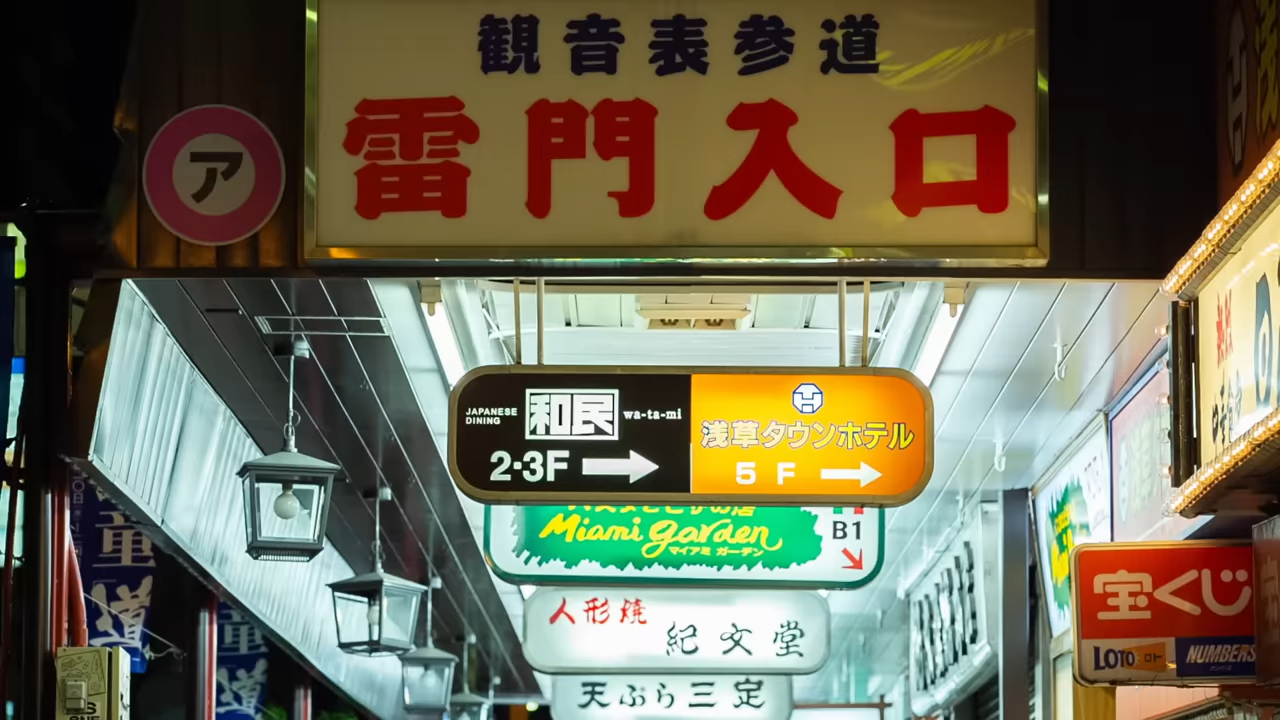 観音表参道
雷門入口
ア
JAPANESE
DINING
和民
wa-ta-mi
2・3F
浅草タウンホテル
5F
Miami garden
マイアミ ガーデン
B1
人形焼
紀文堂
天ぷら三定
宝くじ
LOTO ロト
NUMBERS